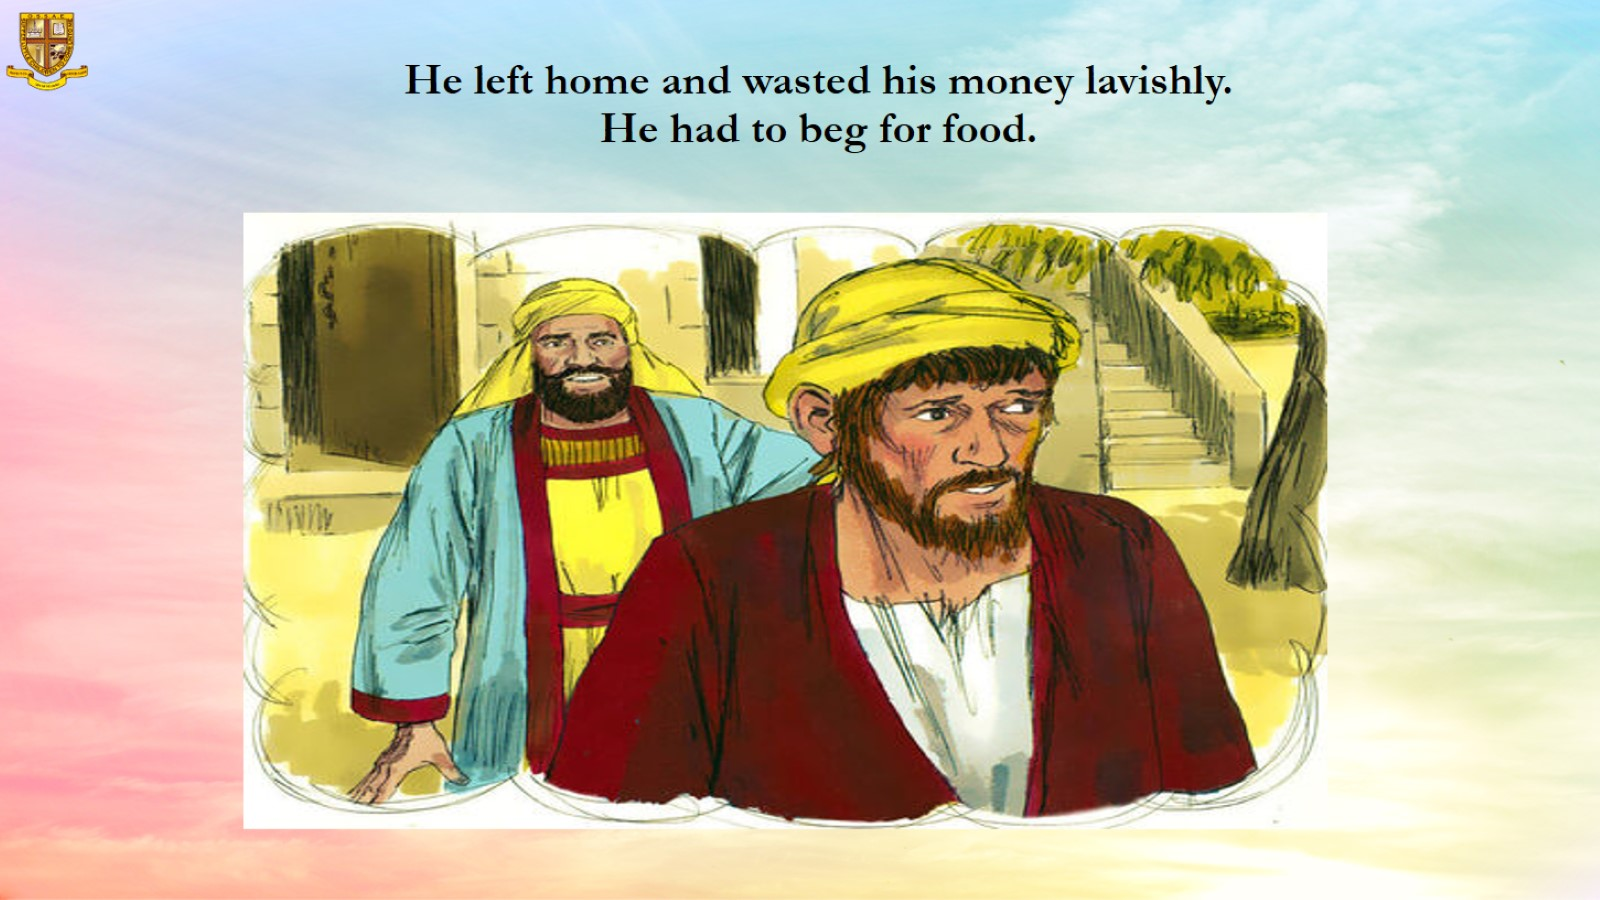 O.S.S.A.E.
He left home and wasted his money lavishly.
He had to beg for food.